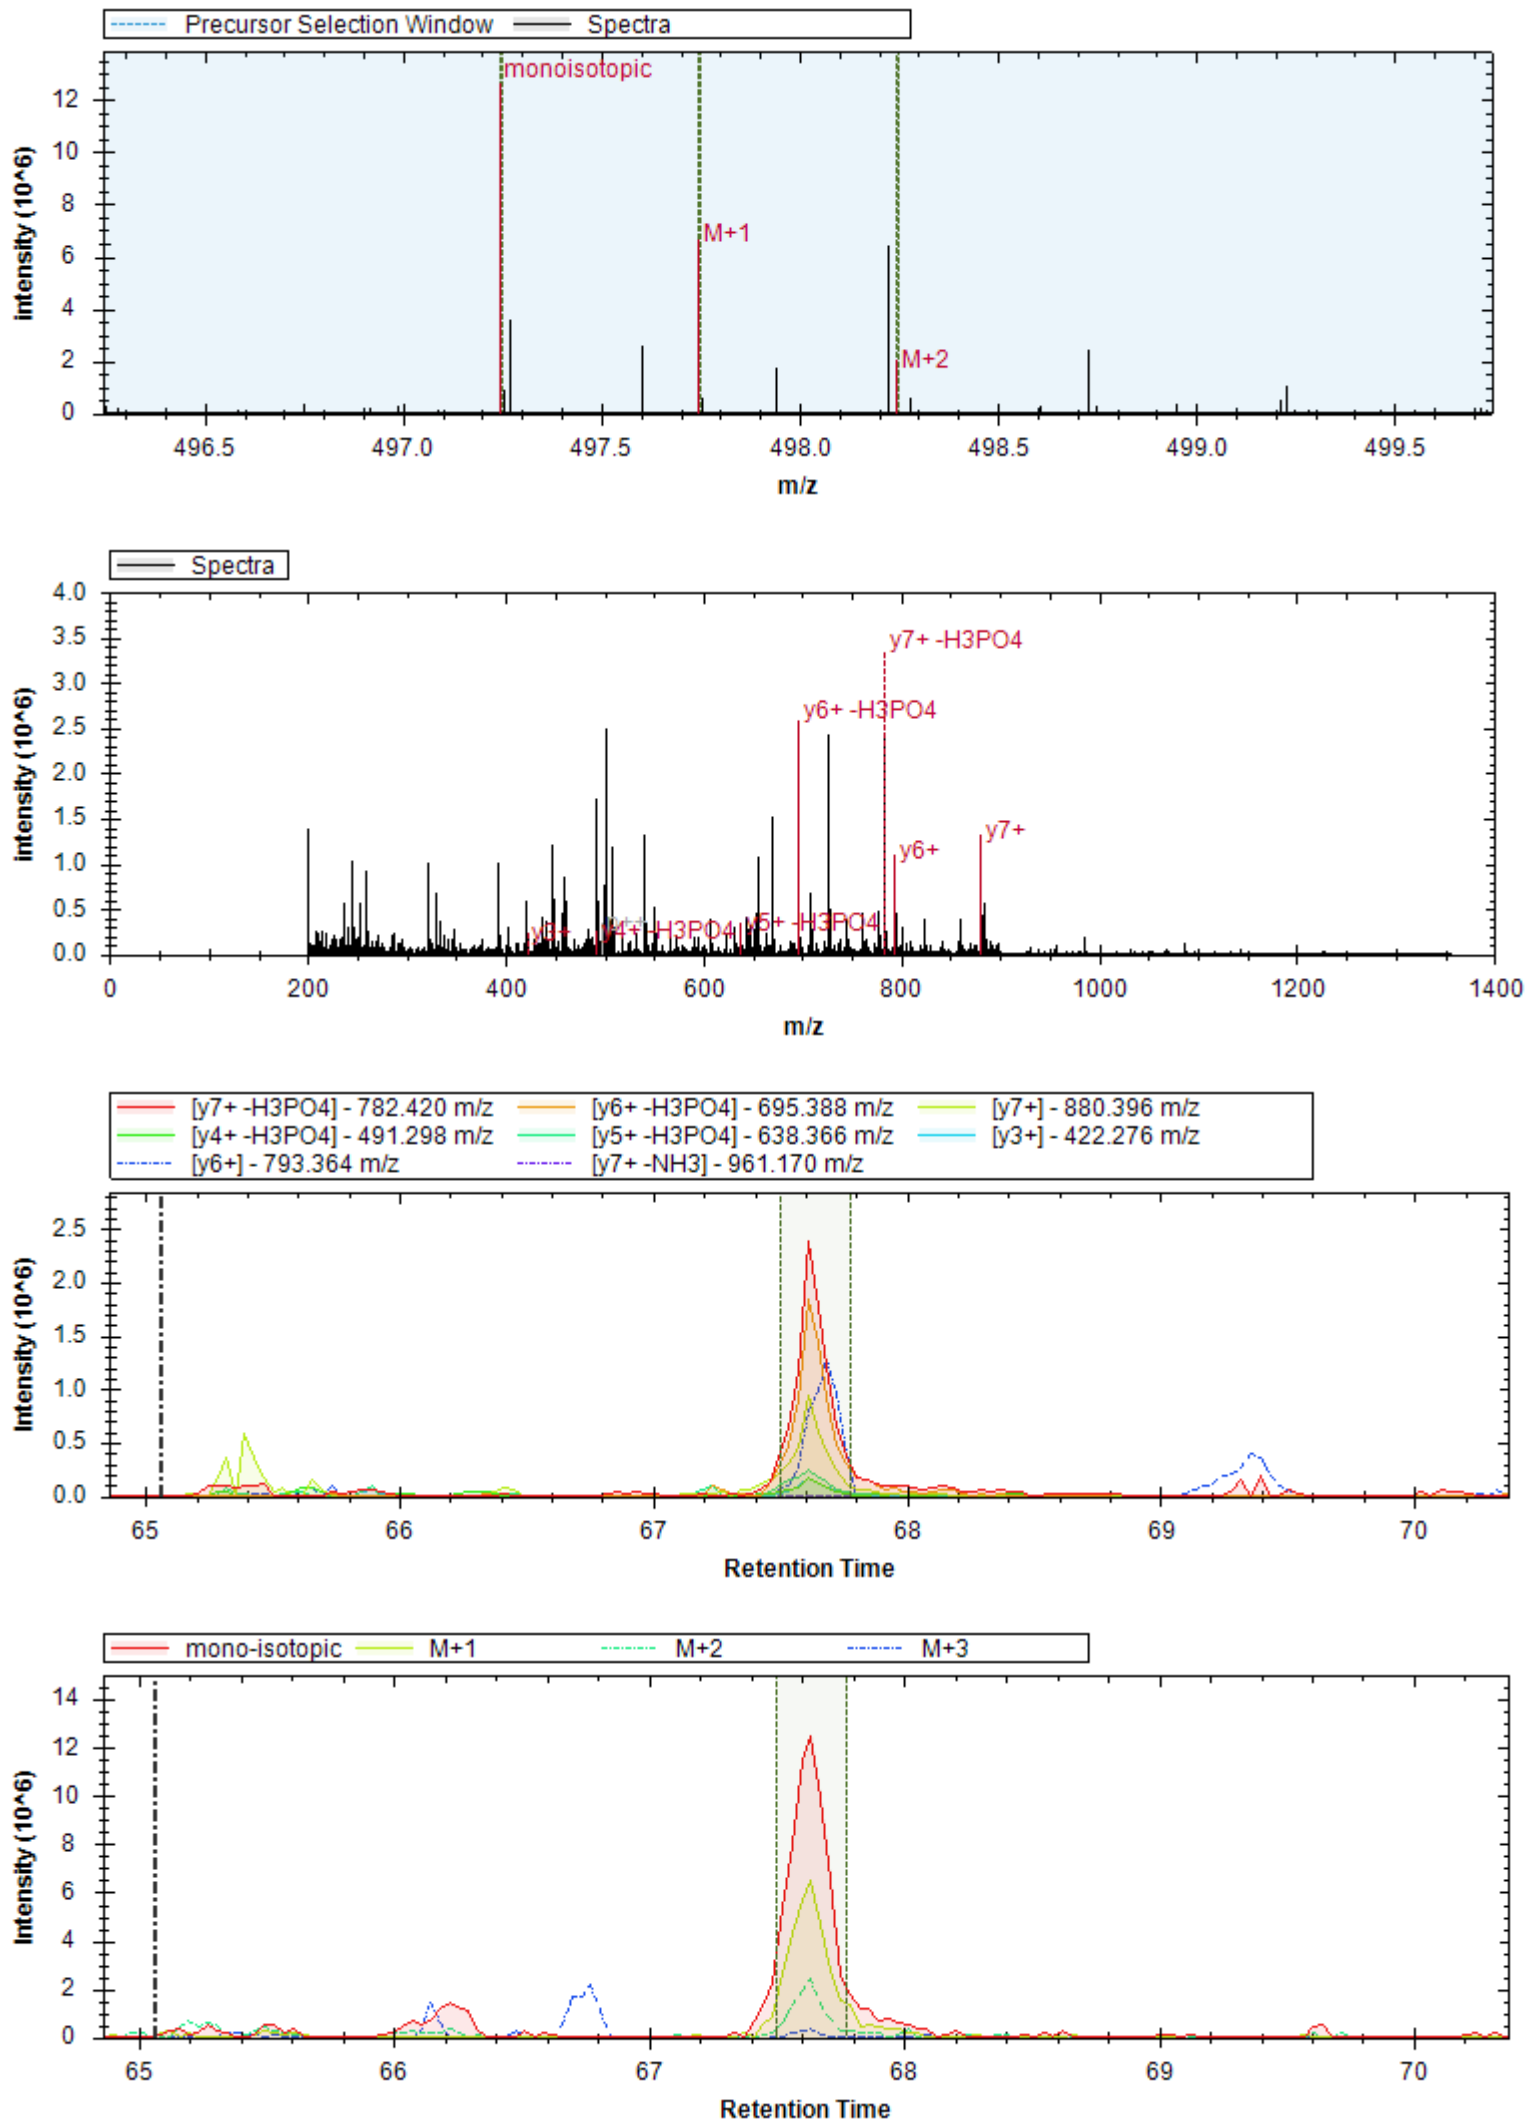 Precursor Selection Window Spectra
monoisotopic
12
M+1
10
8
6
M+2
4
2
0
intensity (10^6)
496.5 497.0 497.5 498.0 498.5 499.0 499.5
m/z
Spectra
4.0
3.5
3.0
2.5
2.0
1.5
1.0
0.5
0.0
intensity (10^6)
y7+ -H3PO4
y6+ -H3PO4
y7+
y6+
y3+ y4+ -H3PO4 y5+ -H3PO4
0 200 400 600 800 1000 1200 1400
m/z
[y7+ -H3PO4] - 782.420 m/z [y6+ -H3PO4] - 695.388 m/z [y7+] - 880.396 m/z
[y4+ -H3PO4] - 491.298 m/z [y5+ -H3PO4] - 638.366 m/z [y3+] - 422.276 m/z
[y6+] - 793.364 m/z [y7+ -NH3] - 961.170 m/z
2.5
2.0
1.5
1.0
0.5
0.0
Intensity (10^6)
65 66 67 68 69 70
Retention Time
mono-isotopic M+1 M+2 M+3
14
12
10
8
6
4
2
0
Intensity (10^6)
65 66 67 68 69 70
Retention Time